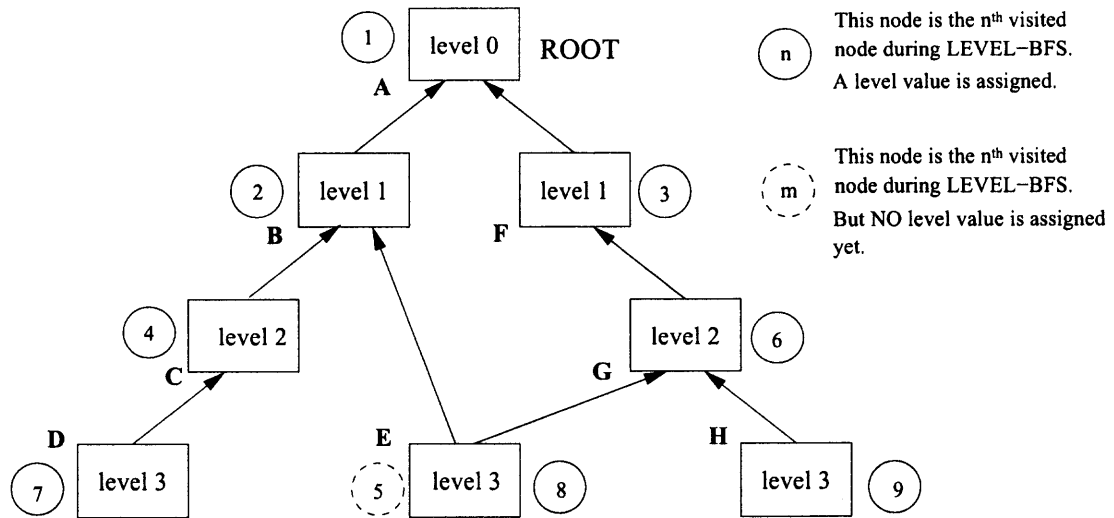 1
level 0
ROOT
A
n
This node is the nth visited
node during LEVEL−BFS.
A level value is assigned.
m
This node is the nth visited
node during LEVEL−BFS.
But NO level value is assigned
yet.
2
level 1
B
level 1
3
F
4
level 2
C
level 2
6
G
D
level 3
7
E
5
level 3
8
H
level 3
9